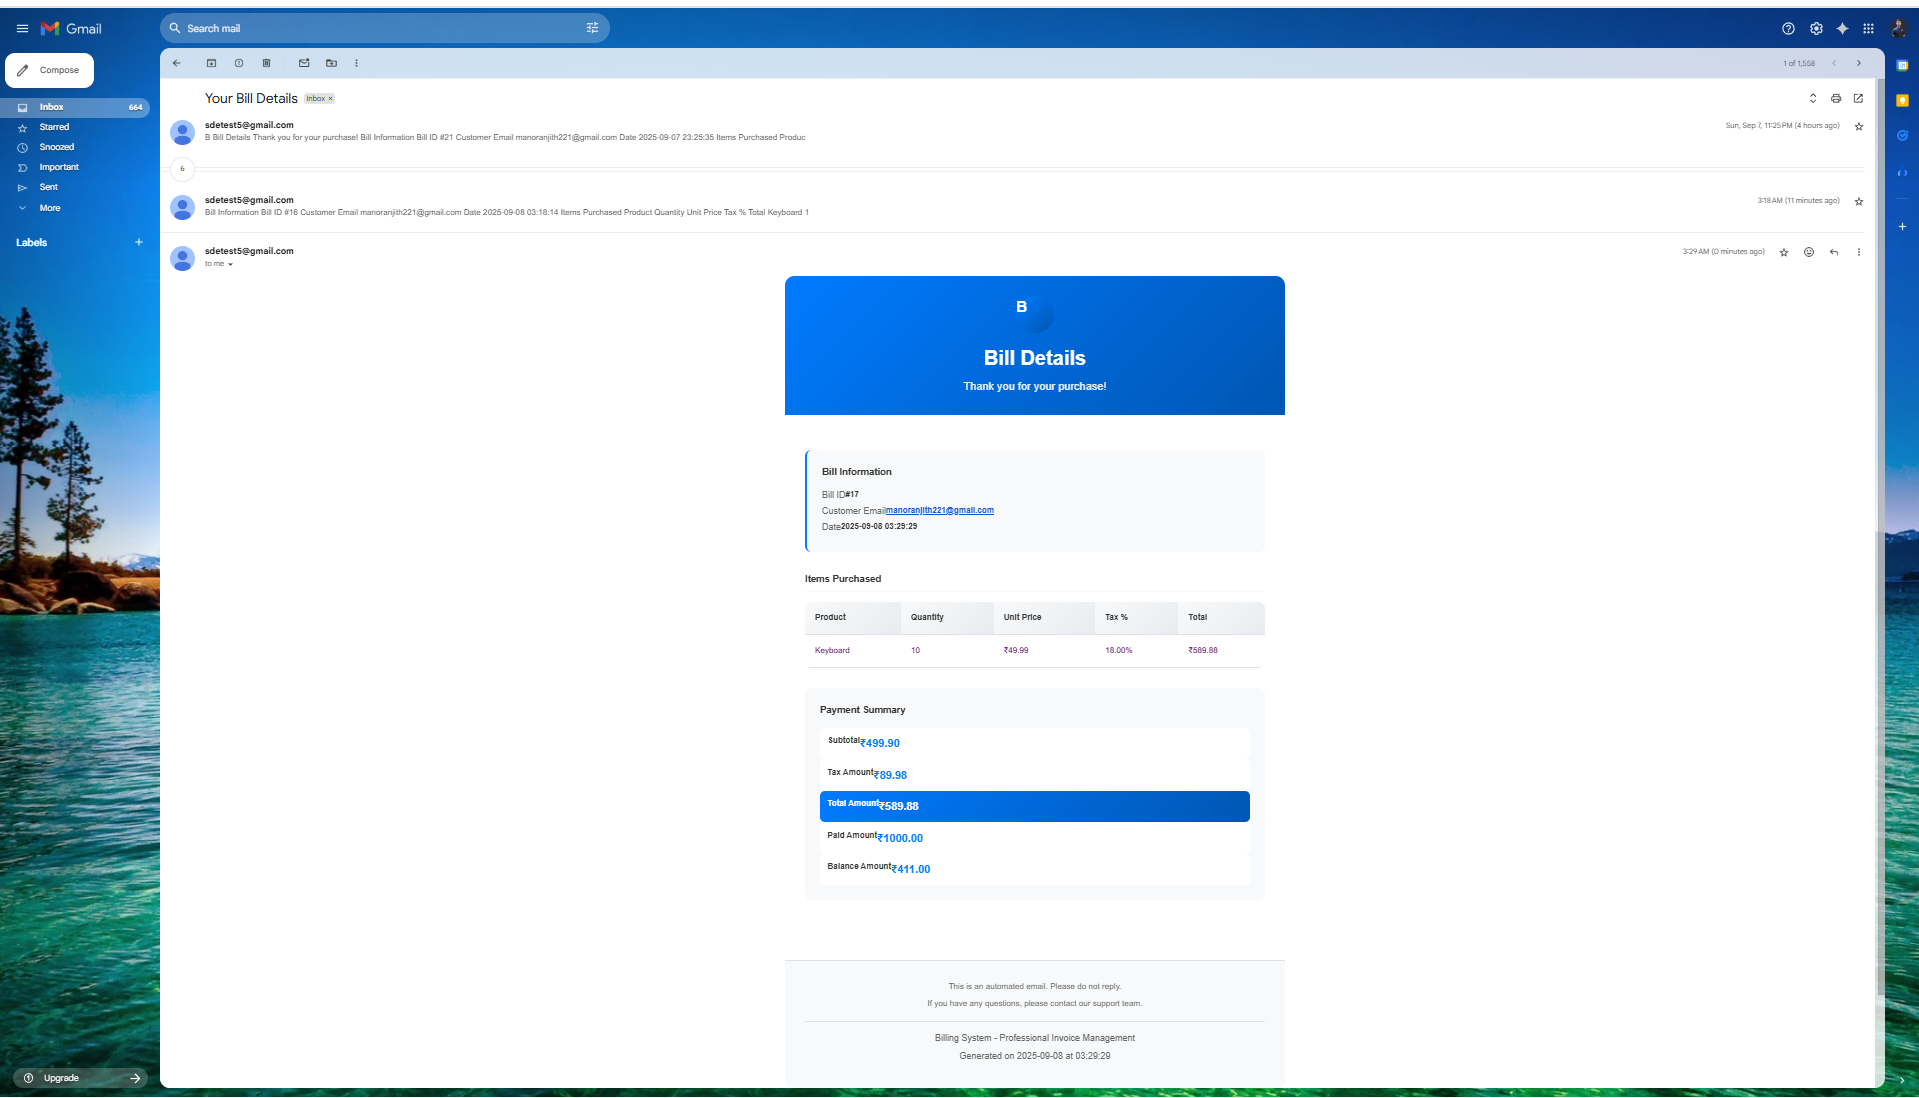 Gmail
Search mail
Compose
1 of 1,558
Inbox 664
Starred
Snoozed
Important
Sent
More
Labels
Upgrade
Your Bill Details Inbox ×
sdetest5@gmail.com
Sun, Sep 7, 11:25 PM (4 hours ago)
B Bill Details Thank you for your purchase! Bill Information Bill ID #21 Customer Email manoranjith221@gmail.com Date 2025-09-07 23:25:35 Items Purchased Produc
6
sdetest5@gmail.com
3:18 AM (11 minutes ago)
Bill Information Bill ID #16 Customer Email manoranjith221@gmail.com Date 2025-09-08 03:18:14 Items Purchased Product Quantity Unit Price Tax % Total Keyboard 1
sdetest5@gmail.com
3:29 AM (0 minutes ago)
to me
B
Bill Details
Thank you for your purchase!
Bill Information
Bill ID#17
Customer Emailmanoranjith221@gmail.com
Date2025-09-08 03:29:29
Items Purchased
Product Quantity Unit Price Tax % Total
Keyboard 10 ₹49.99 18.00% ₹589.88
Payment Summary
Subtotal₹499.90
Tax Amount₹89.98
Total Amount₹589.88
Paid Amount₹1000.00
Balance Amount₹411.00
This is an automated email. Please do not reply.
If you have any questions, please contact our support team.
Billing System - Professional Invoice Management
Generated on 2025-09-08 at 03:29:29